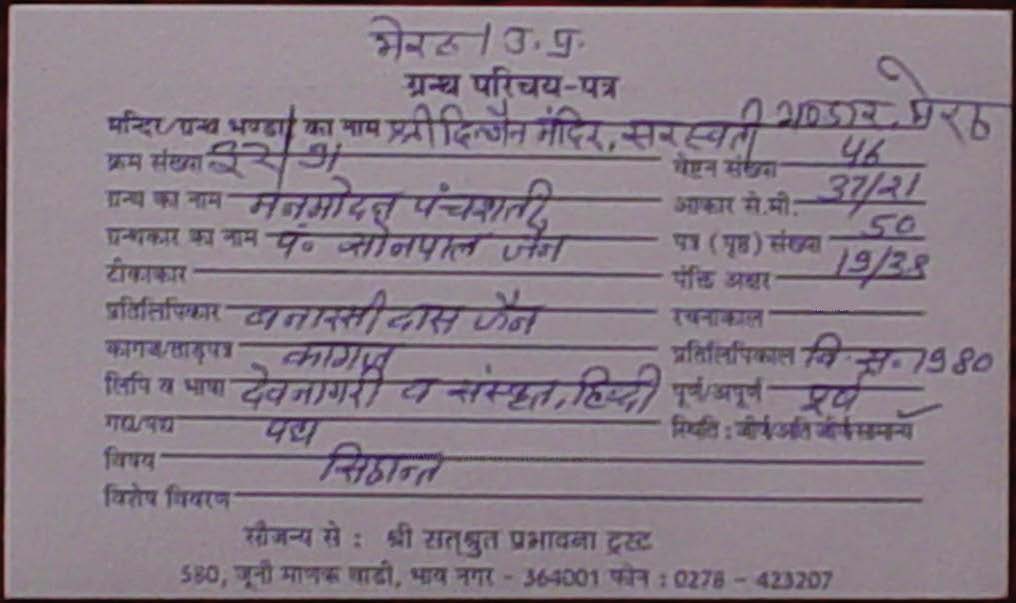 मेरठ / उ. प्र.
ग्रन्थ परिचय-पत्र
मन्दिर/ग्रन्थ भण्डार का नाम श्री दि० जैन मंदिर, सरस्वती भण्डार, मेरठ
क्रम संख्या वेष्टन संख्या 46
ग्रन्थ का नाम मनमोदन पंचशती आकार से.मी. 37/21
ग्रन्थकार का नाम पं० सोनपाल जैन पत्र (पृष्ठ) संख्या 50
टीकाकार पंक्ति अक्षर 19/38
प्रतिलिपिकार बनारसी दास जैन रचनाकाल
कागज/ताड़पत्र कागज प्रतिलिपिकाल वि. स. 1980
लिपि व भाषा देवनागरी व संस्कृत, हिन्दी पूर्ण/अपूर्ण पूर्ण
गद्य/पद्य पद्य स्थिति : जीर्ण/अति जीर्ण/सामान्य ✓
विषय सिद्धान्त
विशेष विवरण
सौजन्य से : श्री सत्श्रुत प्रभावना ट्रस्ट
580, जूनी माणक वाडी, भाव नगर - 364001 फोन : 0278 - 423207